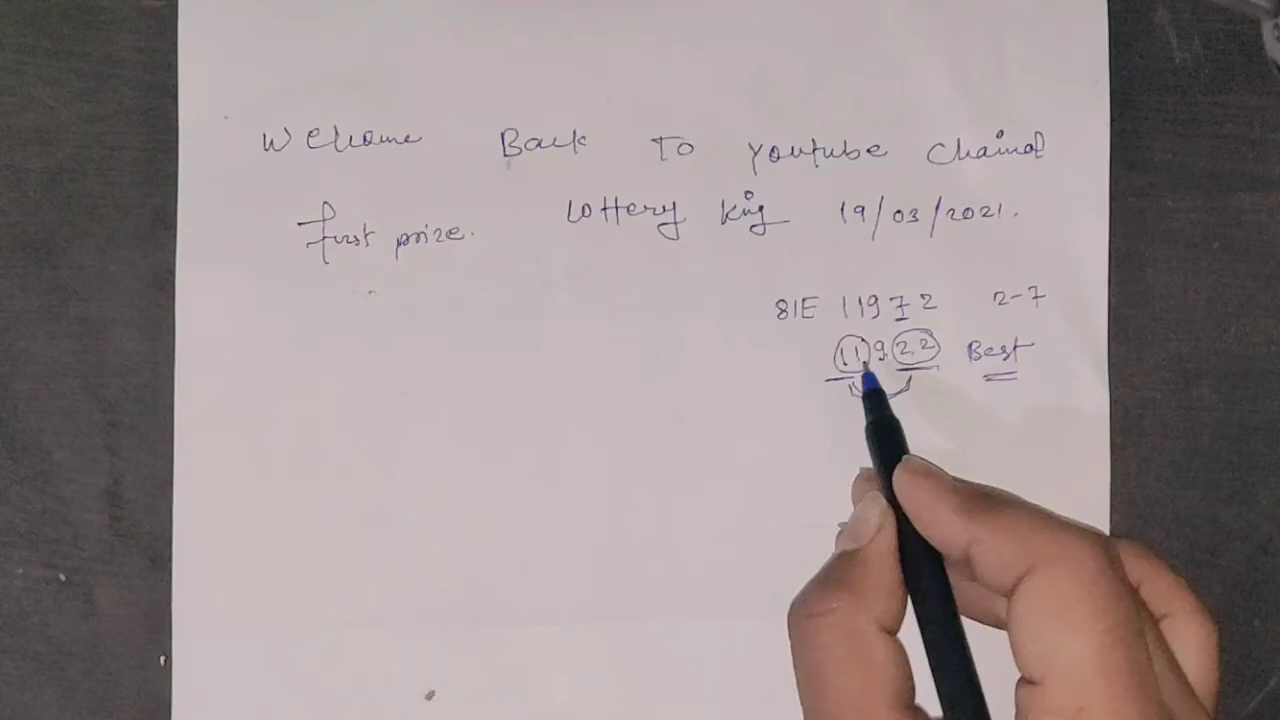 Welcome Back To Youtube Chainal
first prize. Lottery King 19/03/2021.
81E 11972 2-7
11922 Best